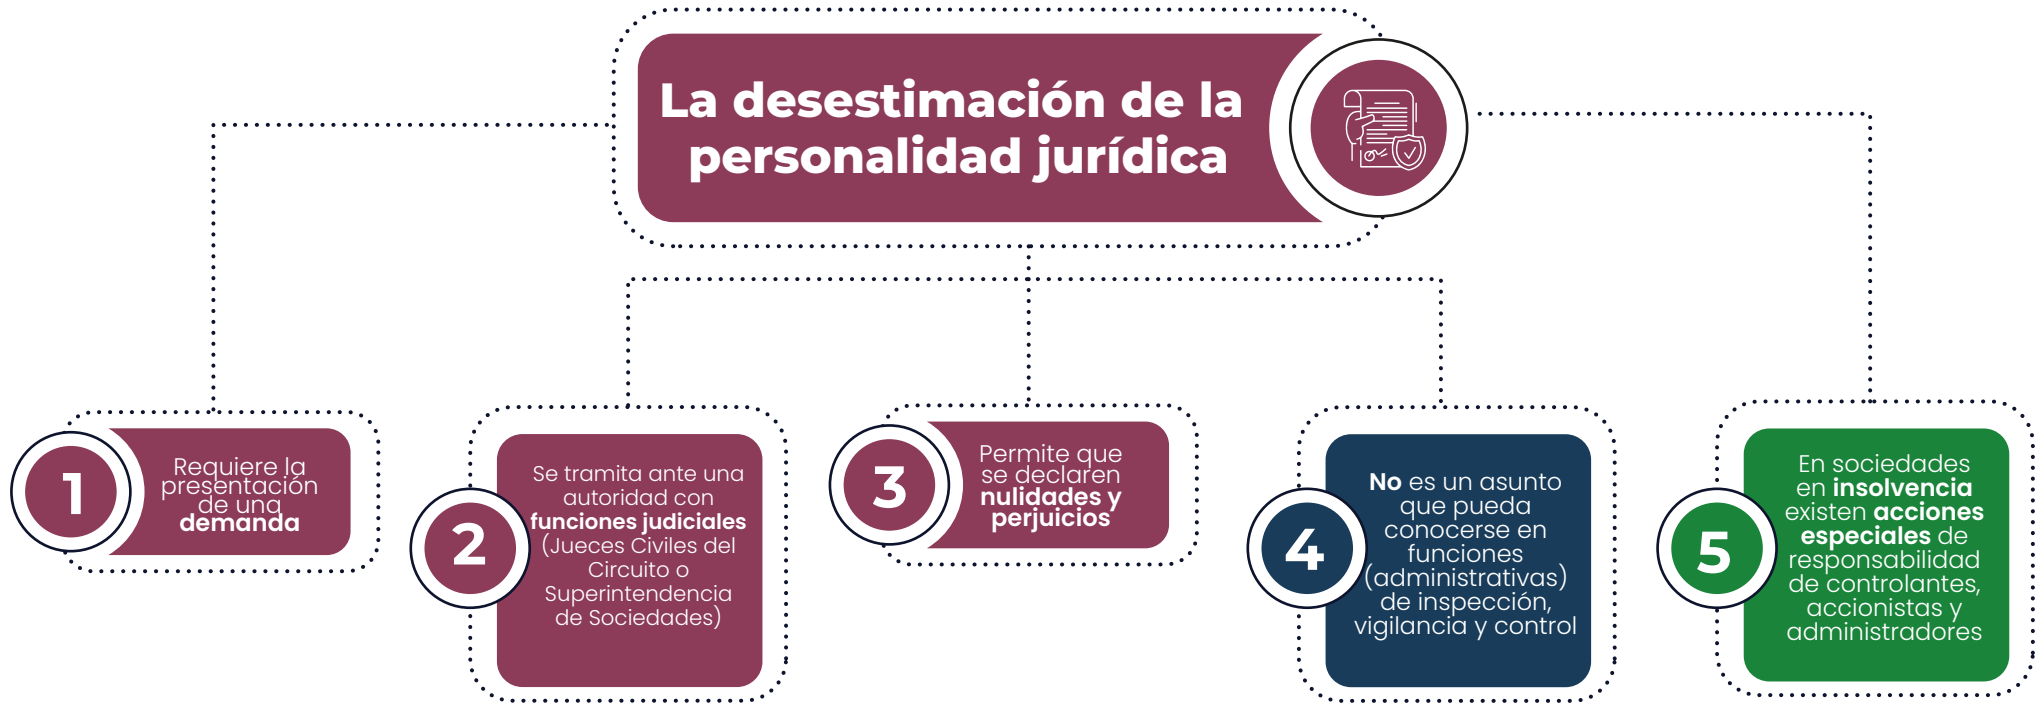 La desestimación de la
personalidad jurídica
1
Requiere la
presentación
de una
demanda
2
Se tramita ante una
autoridad con
funciones judiciales
(Jueces Civiles del
Circuito o
Superintendencia
de Sociedades)
3
Permite que
se declaren
nulidades y
perjuicios
4
No es un asunto
que pueda
conocerse en
funciones
(administrativas)
de inspección,
vigilancia y control
5
En sociedades
en insolvencia
existen acciones
especiales de
responsabilidad
de controlantes,
accionistas y
administradores